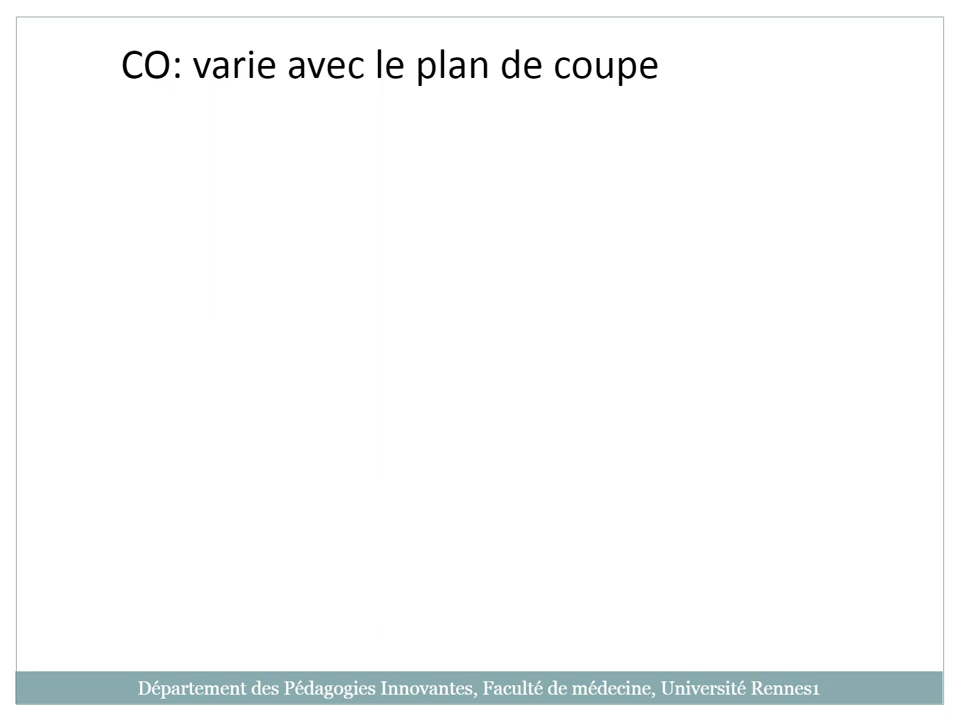 CO: varie avec le plan de coupe
Département des Pédagogies Innovantes, Faculté de médecine, Université Rennes1